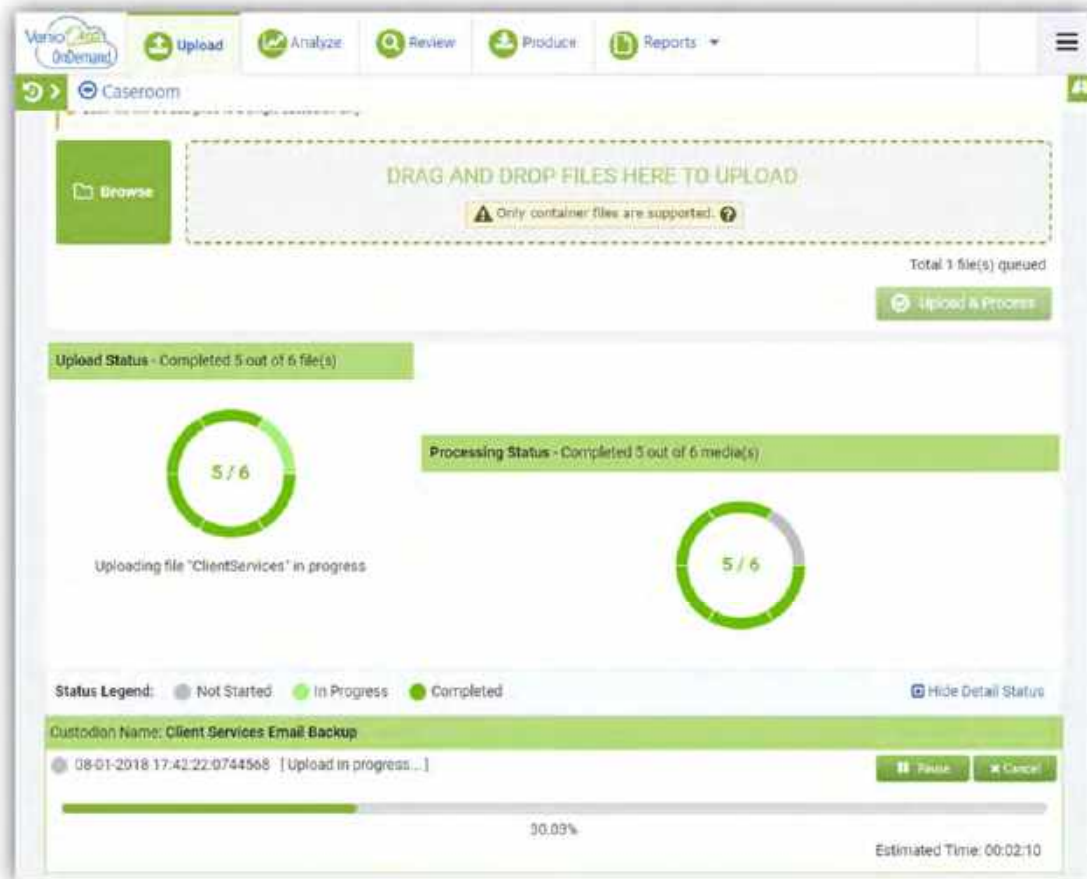 Venio
OnDemand
Upload
Analyze
Review
Produce
Reports
Caseroom
Browse
DRAG AND DROP FILES HERE TO UPLOAD
Only container files are supported.
Total 1 file(s) queued
Upload & Process
Upload Status - Completed 5 out of 6 file(s)
5 / 6
Uploading file "ClientServices" in progress
Processing Status - Completed 5 out of 6 media(s)
5 / 6
Status Legend: Not Started In Progress Completed
Hide Detail Status
Custodian Name: Client Services Email Backup
08-01-2018 17:42:22:0744568 [ Upload in progress... ]
Pause
Cancel
30.03%
Estimated Time: 00:02:10